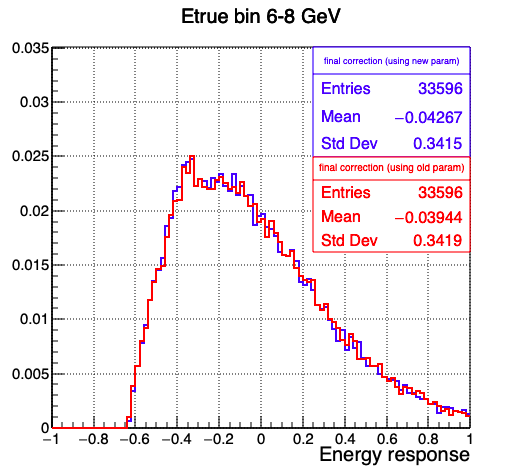 Etrue bin 6-8 GeV
final correction (using new param)
Entries 33596
Mean −0.04267
Std Dev 0.3415
final correction (using old param)
Entries 33596
Mean −0.03944
Std Dev 0.3419
0.035
0.03
0.025
0.02
0.015
0.01
0.005
0
−1 −0.8 −0.6 −0.4 −0.2 0 0.2 0.4 0.6 0.8 1
Energy response